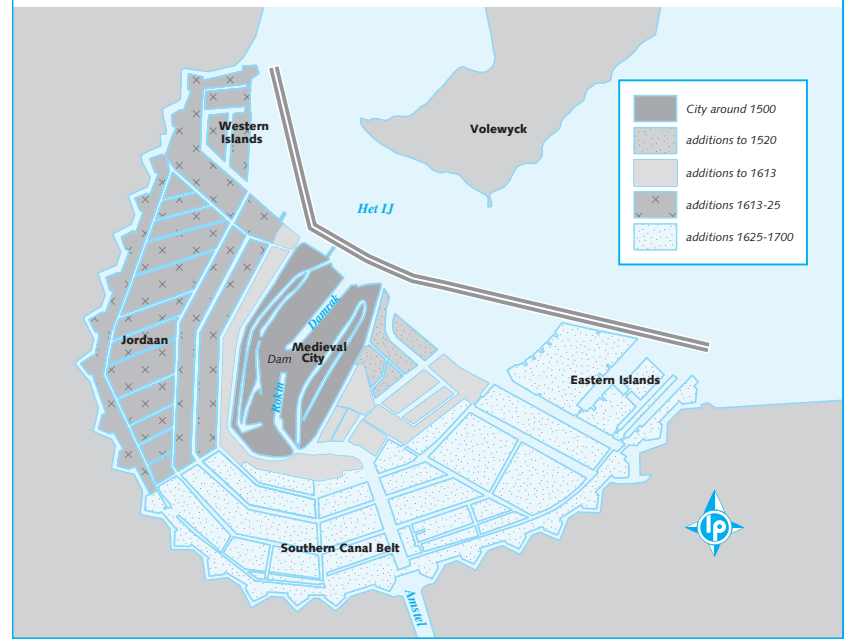 City around 1500
additions to 1520
additions to 1613
additions 1613-25
additions 1625-1700
Volewyck
Western
Islands
Het IJ
Damrak
Jordaan
Medieval
City
Dam
Rokin
Eastern Islands
Southern Canal Belt
Amstel
lp